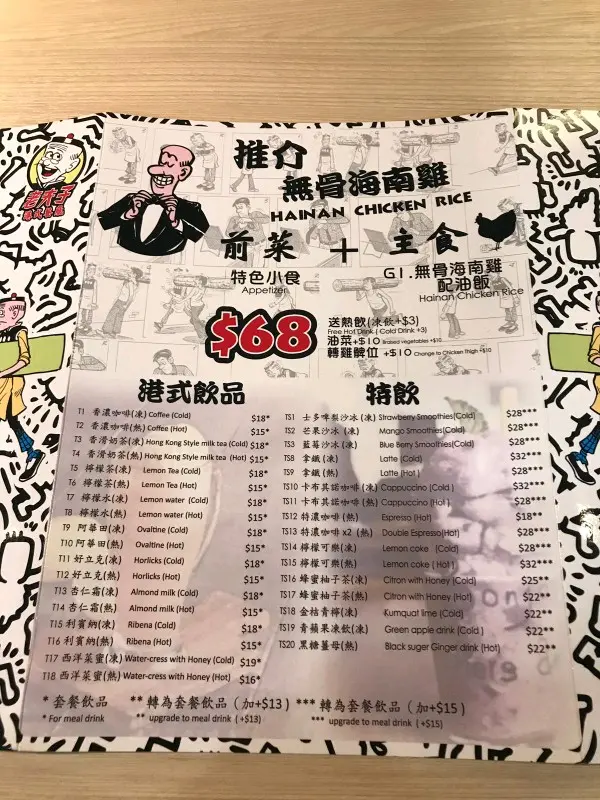 老夫子
推介
無骨海南雞
HAINAN CHICKEN RICE
前菜 + 主食
特色小食
Appetizer
G1.無骨海南雞
配油飯
Hainan Chicken Rice
$68
送熱飲(凍飲+$3)
Free Hot Drink ( Cold Drink +3)
油菜+$10 Braised vegetables +$10
轉雞髀位 +$10 Change to Chicken Thigh +$10
港式飲品
T1 香濃咖啡(凍) Coffee (Cold) $18*
T2 香濃咖啡(熱) Coffee (Hot) $15*
T3 香滑奶茶(凍) Hong Kong Style milk tea (Cold) $18*
T4 香滑奶茶(熱) Hong Kong Style milk tea (Hot) $15*
T5 檸檬茶(凍) Lemon Tea (Cold) $18*
T6 檸檬茶(熱) Lemon Tea (Hot) $15*
T7 檸檬水(凍) Lemon water (Cold) $18*
T8 檸檬水(熱) Lemon water (Hot) $15*
T9 阿華田(凍) Ovaltine (Cold) $18*
T10 阿華田(熱) Ovaltine (Hot) $15*
T11 好立克(凍) Horlicks (Cold) $18*
T12 好立克(熱) Horlicks (Hot) $15*
T13 杏仁霜(凍) Almond milk (Cold) $18*
T14 杏仁霜(熱) Almond milk (Hot) $15*
T15 利賓納(凍) Ribena (Cold) $18*
T16 利賓納(熱) Ribena (Hot) $15*
T17 西洋菜蜜(凍) Water-cress with Honey (Cold) $19*
T18 西洋菜蜜(熱) Water-cress with Honey (Hot) $16*
特飲
TS1 士多啤梨沙冰(凍) Strawberry Smoothies(Cold) $28***
TS2 芒果沙冰(凍) Mango Smoothies(Cold) $28***
TS3 藍莓沙冰(凍) Blue Berry Smoothies(Cold) $28***
TS8 拿鐵(凍) Latte (Cold) $32***
TS9 拿鐵(熱) Latte (Hot) $28***
TS10 卡布其諾咖啡(凍) Cappuccino (Cold) $32***
TS11 卡布其諾咖啡(熱) Cappuccino (Hot) $28***
TS12 特濃咖啡(熱) Espresso (Hot) $18**
TS13 特濃咖啡 x2 (熱) Double Espresso(Hot) $28***
TS14 檸檬可樂(凍) Lemon coke (Cold) $28***
TS15 檸檬可樂(熱) Lemon coke (Hot) $32***
TS16 蜂蜜柚子茶(凍) Citron with Honey(Cold) $25**
TS17 蜂蜜柚子茶(熱) Citron with Honey(Hot) $22**
TS18 金桔青檸(凍) Kumquat lime (Cold) $22**
TS19 青蘋果凍飲(凍) Green apple drink (Cold) $22**
TS20 黑糖薑母(熱) Black suger Ginger drink (Hot) $22**
* 套餐飲品 ** 轉為套餐飲品 (加+$13) *** 轉為套餐飲品 (加+$15)
* For meal drink ** upgrade to meal drink (+$13) *** upgrade to meal drink (+$15)